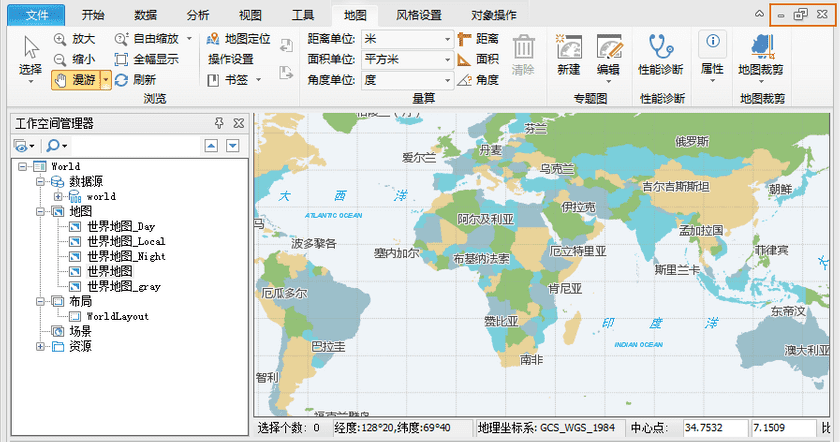 文件 开始 数据 分析 视图 工具 地图 风格设置 对象操作
选择
放大
缩小
漫游
自由缩放
全幅显示
刷新
浏览
地图定位
操作设置
书签
距离单位: 米
面积单位: 平方米
角度单位: 度
距离
面积
角度
清除
量算
新建
编辑
专题图
性能诊断
性能诊断
属性
地图裁剪
地图裁剪
工作空间管理器
World
数据源
UDB
world
地图
世界地图_Day
世界地图_Local
世界地图_Night
世界地图
世界地图_gray
布局
WorldLayout
场景
资源
芬兰
俄罗斯
丹麦
爱尔兰
乌克兰
吉尔吉斯斯坦
朝鲜
大西洋
ATLANTIC OCEAN
伊拉克
阿尔及利亚
马
孟加拉国
波多黎各
塞内加尔
布基纳法索
厄立特里亚
菲律宾
斯里兰卡
厄瓜多尔
肯尼亚
东帝汶
赞比亚
印度洋
INDIAN OCEAN
巴拉圭
澳大利亚
南非
智利
选择个数: 0 经度:128°20,纬度:69°40 地理坐标系: GCS_WGS_1984 中心点: 34.7532 7.1509 比